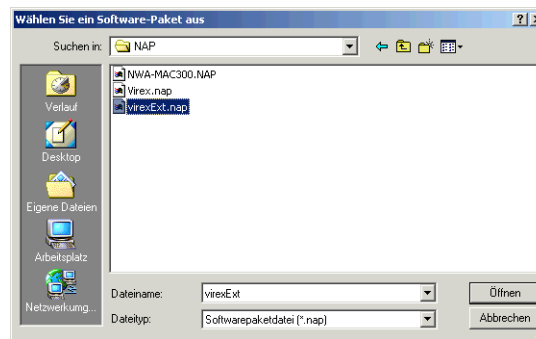 Wählen Sie ein Software-Paket aus
Suchen in: NAP
Verlauf
Desktop
Eigene Dateien
Arbeitsplatz
Netzwerkumg...
NWA-MAC300.NAP
Virex.nap
virexExt.nap
Dateiname: virexExt Öffnen
Dateityp: Softwarepaketdatei (*.nap) Abbrechen